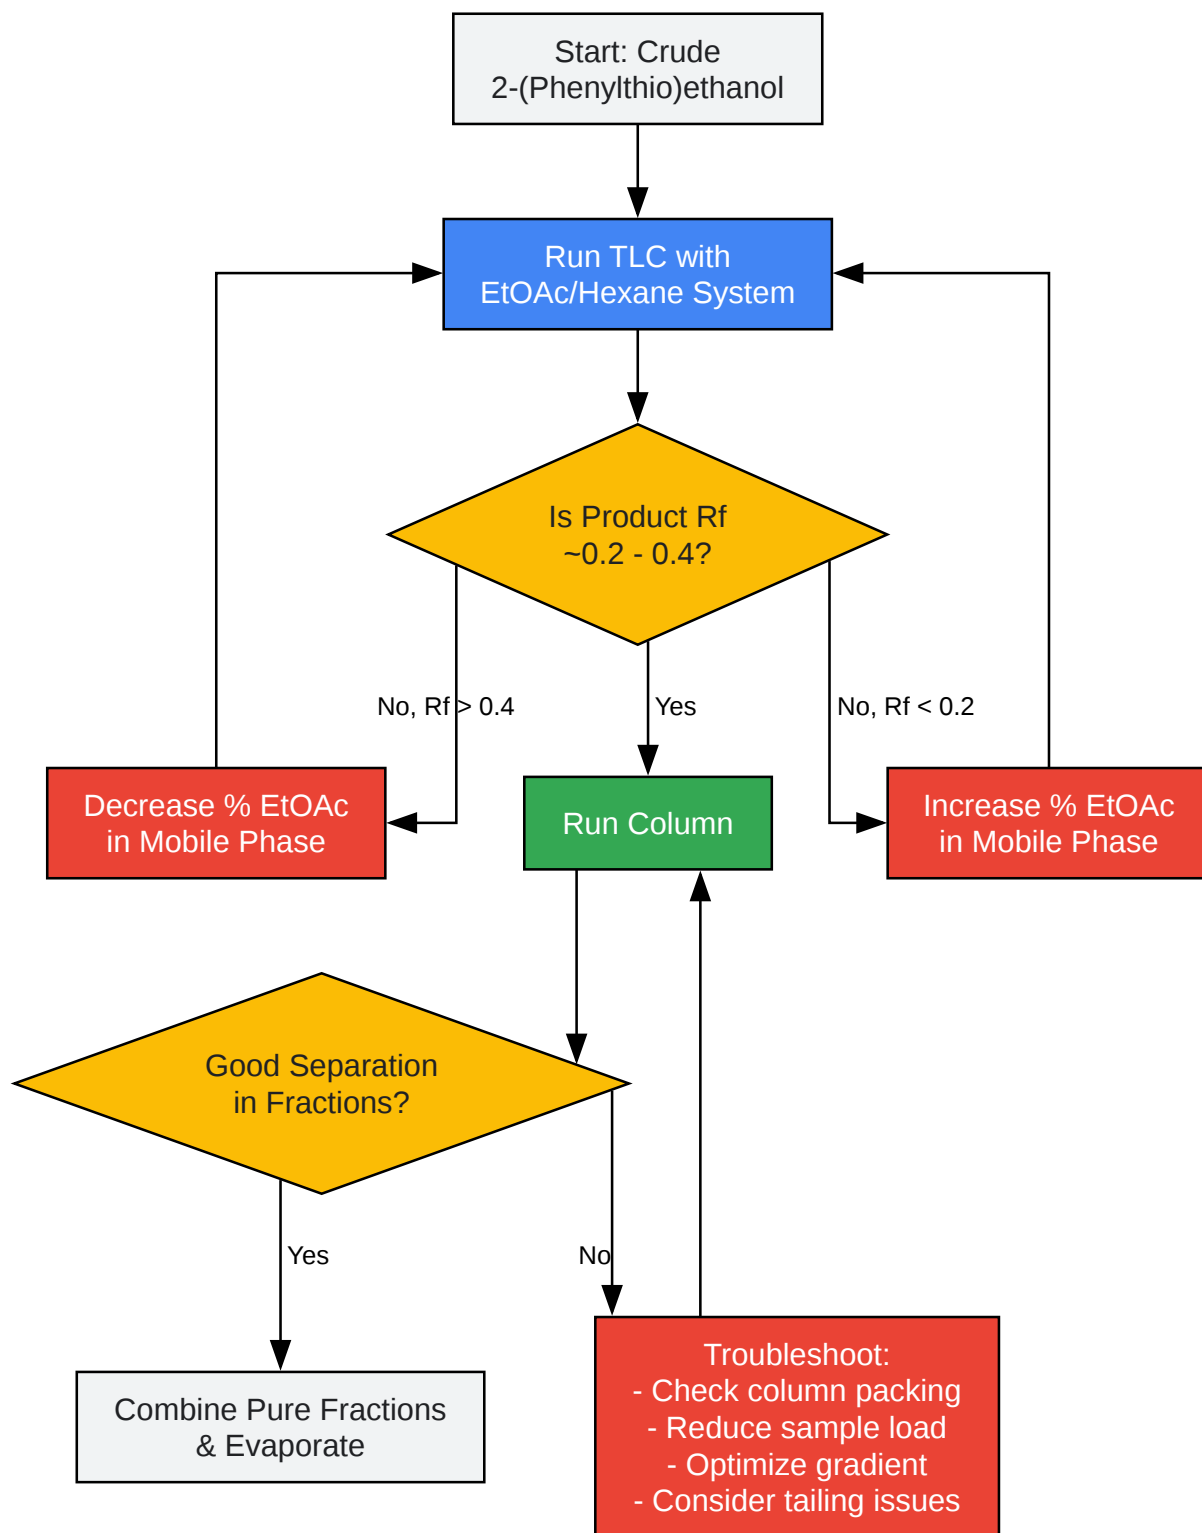 Start: Crude
2-(Phenylthio)ethanol
Run TLC with
EtOAc/Hexane System
Is Product Rf
~0.2 - 0.4?
No, Rf > 0.4
Yes
No, Rf < 0.2
Decrease % EtOAc
in Mobile Phase
Run Column
Increase % EtOAc
in Mobile Phase
Good Separation
in Fractions?
Yes
No
Combine Pure Fractions
& Evaporate
Troubleshoot:
- Check column packing
- Reduce sample load
- Optimize gradient
- Consider tailing issues